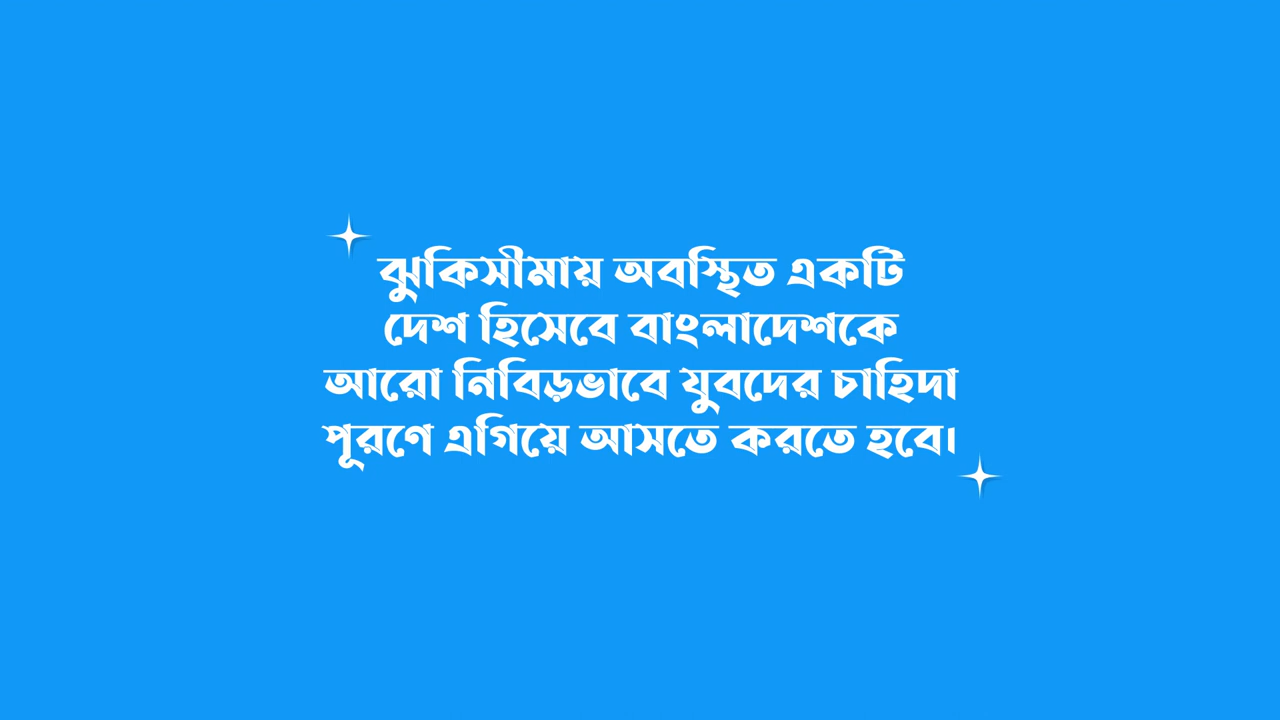 ঝুকিসীমায় অবস্থিত একটি
দেশ হিসেবে বাংলাদেশকে
আরো নিবিড়ভাবে যুবদের চাহিদা
পূরণে এগিয়ে আসতে করতে হবে।